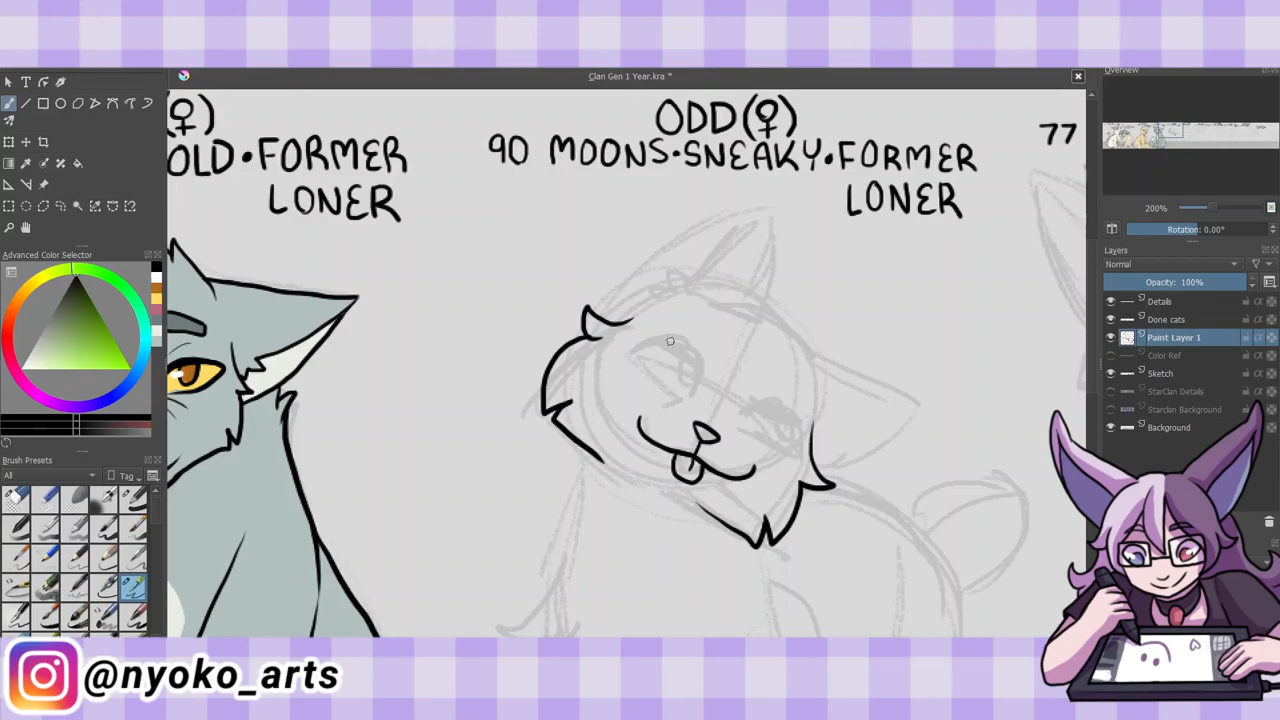 Clan Gen 1 Year.kra *
Overview
(♀)
ODD(♀)
OLD•FORMER
LONER
90 MOONS•SNEAKY•FORMER
LONER
77
200%
Rotation: 0.00°
Layers
Normal
Opacity: 100%
Details
Done cats
Paint Layer 1
Color Ref
Sketch
StarClan Details
Starclan Background
Background
Advanced Color Selector
Brush Presets
All
Tag
@nyoko_arts